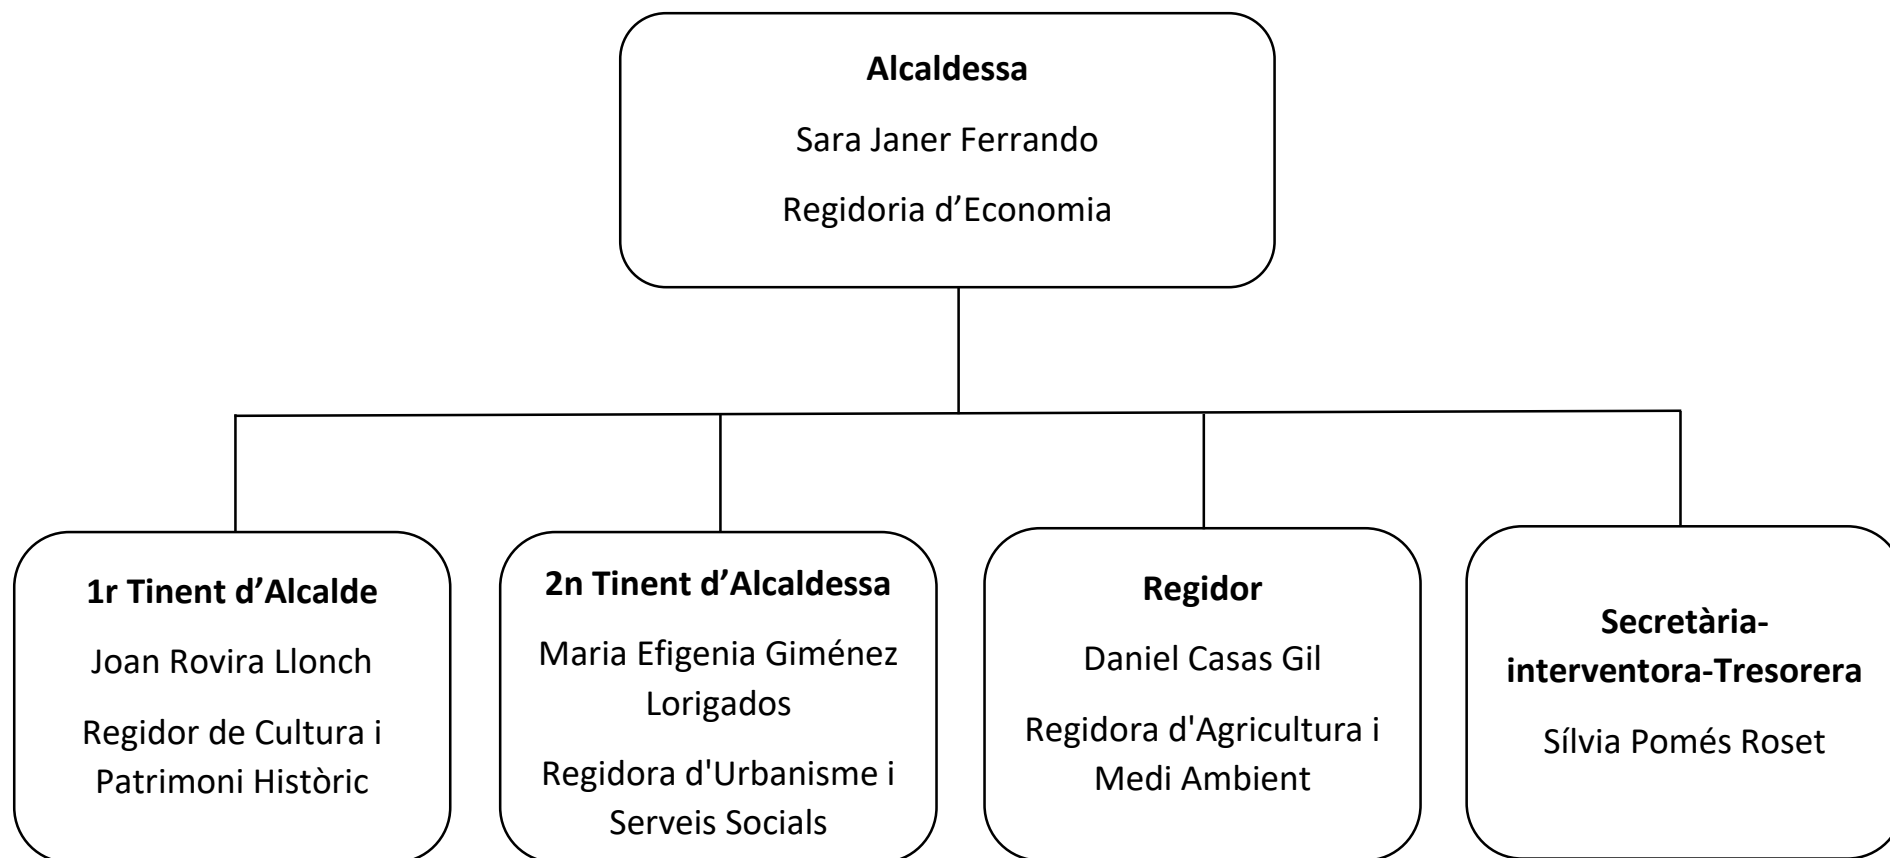 Alcaldessa
Sara Janer Ferrando
Regidoria d’Economia
1r Tinent d’Alcalde
Joan Rovira Llonch
Regidor de Cultura i
Patrimoni Històric
2n Tinent d’Alcaldessa
Maria Efigenia Giménez
Lorigados
Regidora d'Urbanisme i
Serveis Socials
Regidor
Daniel Casas Gil
Regidora d'Agricultura i
Medi Ambient
Secretària-
interventora-Tresorera
Sílvia Pomés Roset